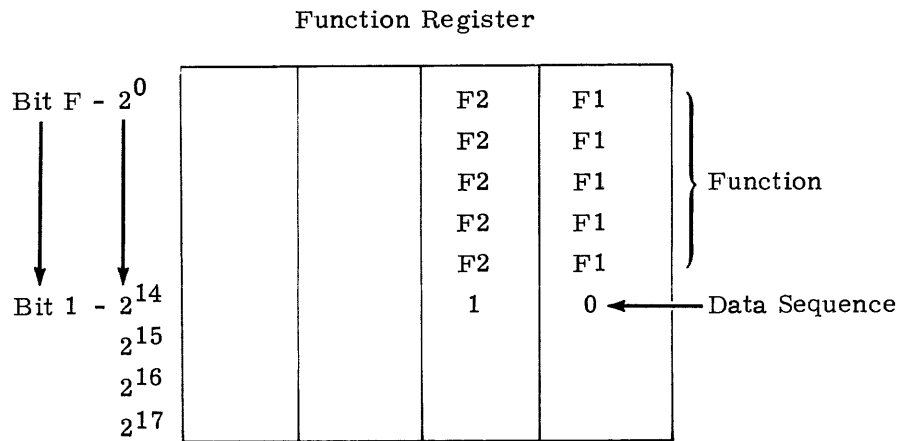 Function Register
Bit F - 2^0 F2 F1
F2 F1
F2 F1 Function
F2 F1
F2 F1
Bit 1 - 2^14 1 0 Data Sequence
2^15
2^16
2^17